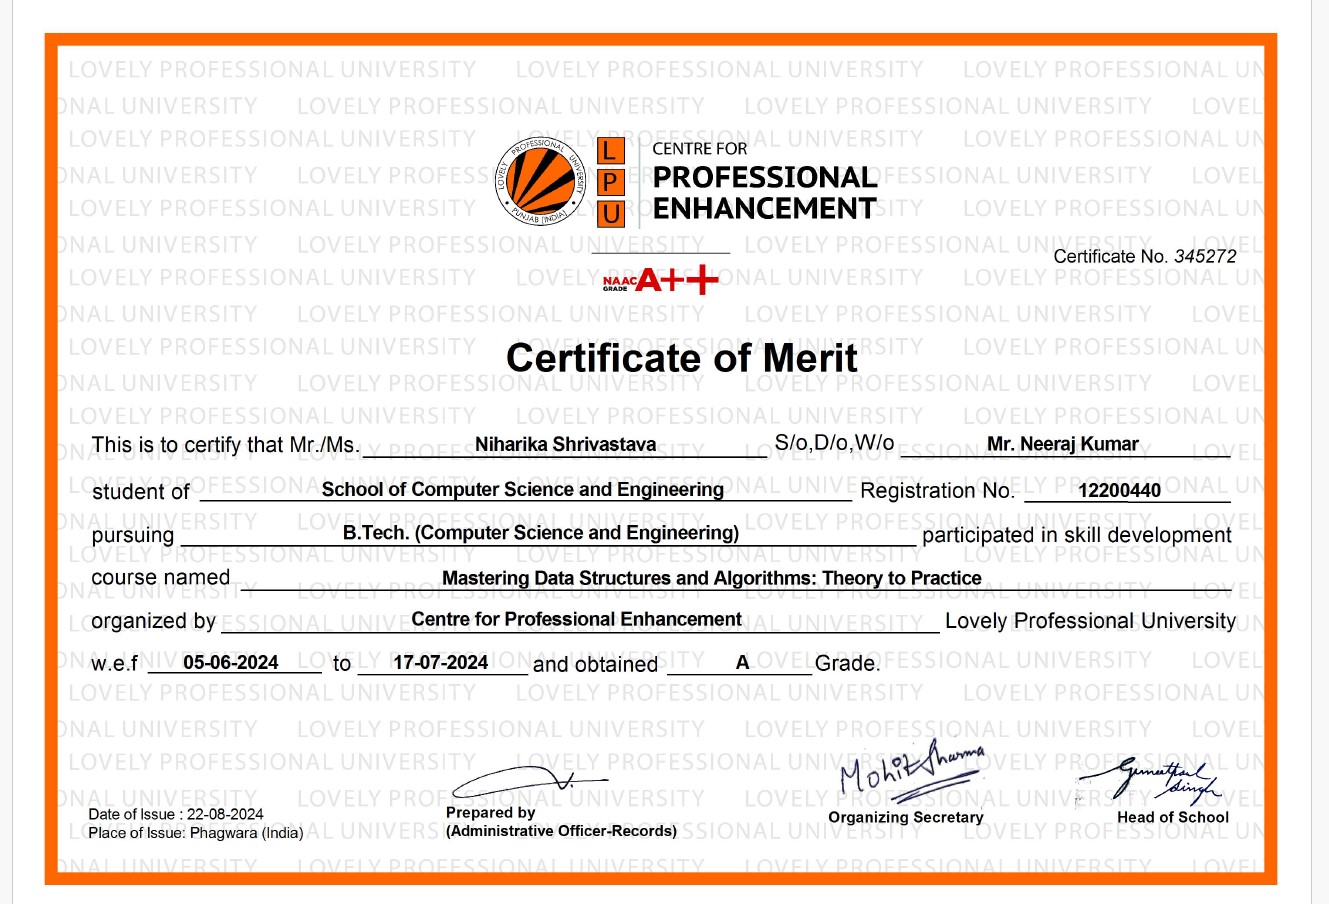 LOVELY PROFESSIONAL UNIVERSITY
PUNJAB (INDIA)
L
P
U
CENTRE FOR
PROFESSIONAL
ENHANCEMENT
Certificate No. 345272
NAAC
GRADE
A++
Certificate of Merit
This is to certify that Mr./Ms. Niharika Shrivastava S/o,D/o,W/o Mr. Neeraj Kumar
student of School of Computer Science and Engineering Registration No. 12200440
pursuing B.Tech. (Computer Science and Engineering) participated in skill development
course named Mastering Data Structures and Algorithms: Theory to Practice
organized by Centre for Professional Enhancement Lovely Professional University
w.e.f 05-06-2024 to 17-07-2024 and obtained A Grade.
Mohit Sharma
Date of Issue : 22-08-2024
Place of Issue: Phagwara (India)
Prepared by
(Administrative Officer-Records)
Organizing Secretary
Singh
Head of School